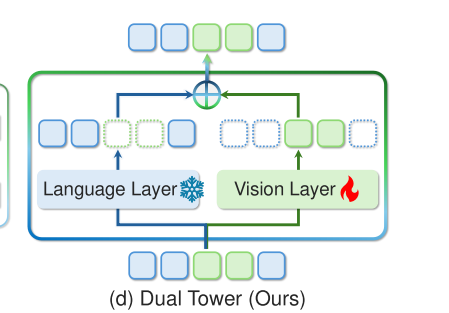 Language Layer
Vision Layer
(d) Dual Tower (Ours)